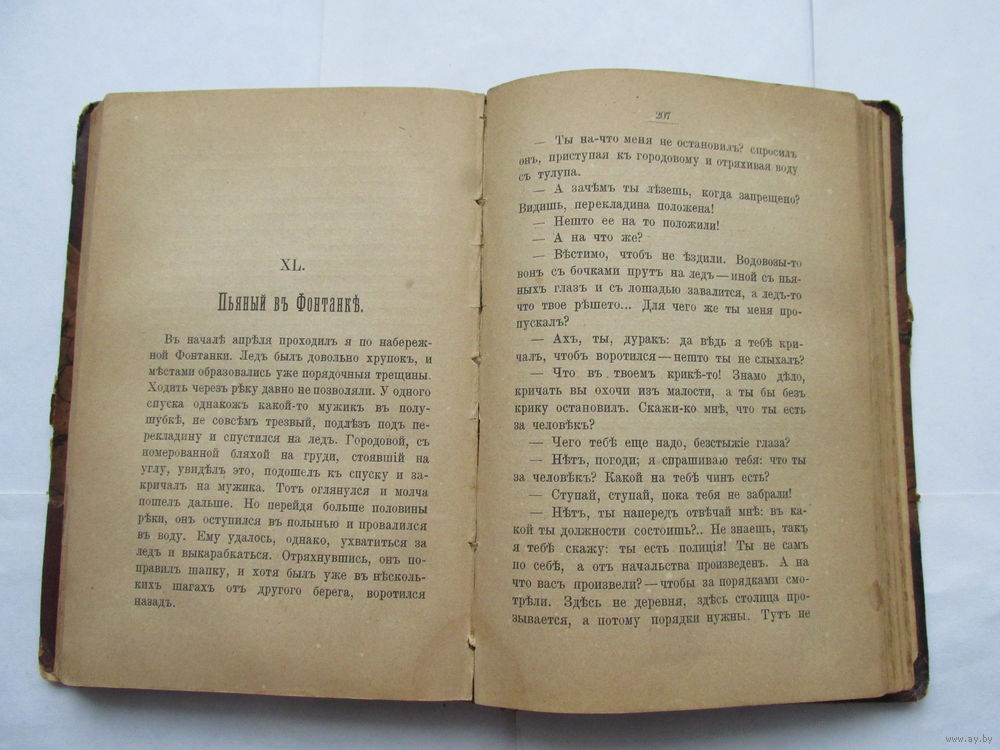 XL.
Пьяный въ Фонтанкѣ.
Въ началѣ апрѣля проходилъ я по набереж-
ной Фонтанки. Ледъ былъ довольно хрупокъ, и
мѣстами образовались уже порядочныя трещины.
Ходить черезъ рѣку давно не позволяли. У одного
спуска однакожъ какой-то мужикъ въ полу-
шубкѣ, не совсѣмъ трезвый, подлѣзъ подъ пе-
рекладину и спустился на ледъ. Городовой, съ
номерованной бляхой на груди, стоявшій на
углу, увидѣлъ это, подошелъ къ спуску и за-
кричалъ на мужика. Тотъ оглянулся и молча
пошелъ дальше. Но перейдя больше половины
рѣки, онъ оступился въ полынью и провалился
въ воду. Ему удалось, однако, ухватиться за
ледъ и выкарабкаться. Отряхнувшись, онъ по-
правилъ шапку, и хотя былъ уже въ нѣсколь-
кихъ шагахъ отъ другого берега, воротился
назадъ.
207
— Ты на-что меня не остановилъ? спросилъ
онъ, приступая къ городовому и отряхивая воду
съ тулупа.
— А зачѣмъ ты лѣзешь, когда запрещено?
Видишь, перекладина положена!
— Нешто ее на то положили!
— А на что же?
— Вѣстимо, чтобъ не ѣздили. Водовозы-то
вонъ съ бочками прутъ на ледъ—иной съ пья-
ныхъ глазъ и съ лошадью завалится, а ледъ-то
что твое рѣшето... Для чего же ты меня про-
пускалъ?
— Ахъ, ты, дуракъ: да вѣдь я тебѣ кри-
чалъ, чтобъ воротился—нешто ты не слыхалъ?
— Что въ твоемъ крикѣ-то! Знамо дѣло,
кричать вы охочи изъ малости, а ты бы безъ
крику остановилъ. Скажи-ко мнѣ, что ты есть
за человѣкъ?
— Чего тебѣ еще надо, безстыжіе глаза?
— Нѣтъ, погоди; я спрашиваю тебя: что ты
за человѣкъ? Какой на тебѣ чинъ есть?
— Ступай, ступай, пока тебя не забрали!
— Нѣтъ, ты напередъ отвѣчай мнѣ: въ ка-
кой ты должности состоишь?.. Не знаешь, такъ
я тебѣ скажу: ты есть полиція! Ты не самъ
по себѣ, а отъ начальства произведенъ. А на
что васъ произвели?—чтобы за порядками смо-
трѣли. Здѣсь не деревня, здѣсь столица про-
зывается, а потому порядки нужны. Тутъ не
www.ay.by